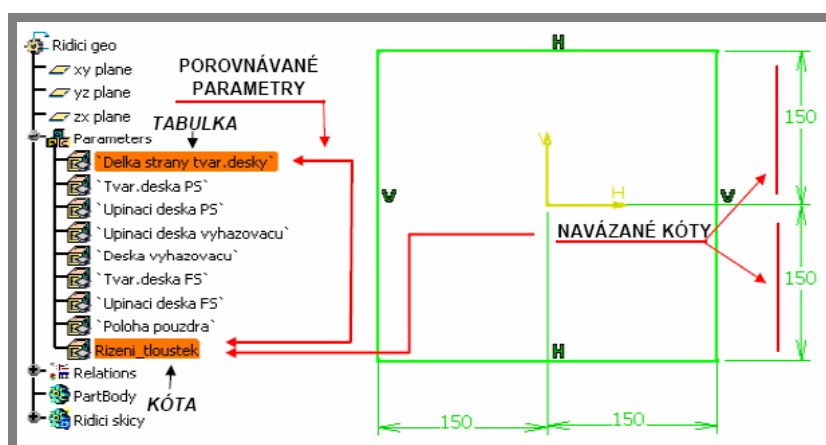 Ridici geo
xy plane
yz plane
zx plane
Parameters
`Delka strany tvar.desky`
`Tvar.deska PS`
`Upinaci deska PS`
`Upinaci deska vyhazovacu`
`Deska vyhazovacu`
`Tvar.deska FS`
`Upinaci deska FS`
`Poloha pouzdra`
Rizeni_tloustek
Relations
PartBody
Ridici skicy
POROVNÁVANÉ
PARAMETRY
TABULKA
KÓTA
H
V
V
H
V
H
150
NAVÁZANÉ KÓTY
150
150
150